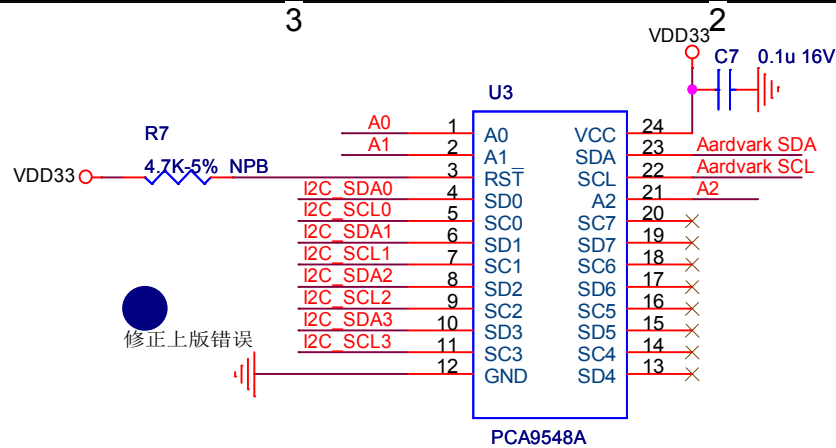 3
2
VDD33
C7 0.1u 16V
U3
R7
4.7K-5% NPB
VDD33
A0 1 A0 VCC 24
A1 2 A1 SDA 23 Aardvark SDA
3 RST SCL 22 Aardvark SCL
I2C_SDA0 4 SD0 A2 21 A2
I2C_SCL0 5 SC0 SC7 20
I2C_SDA1 6 SD1 SD7 19
I2C_SCL1 7 SC1 SC6 18
I2C_SDA2 8 SD2 SD6 17
I2C_SCL2 9 SC2 SC5 16
I2C_SDA3 10 SD3 SD5 15
I2C_SCL3 11 SC3 SC4 14
12 GND SD4 13
修正上版错误
PCA9548A